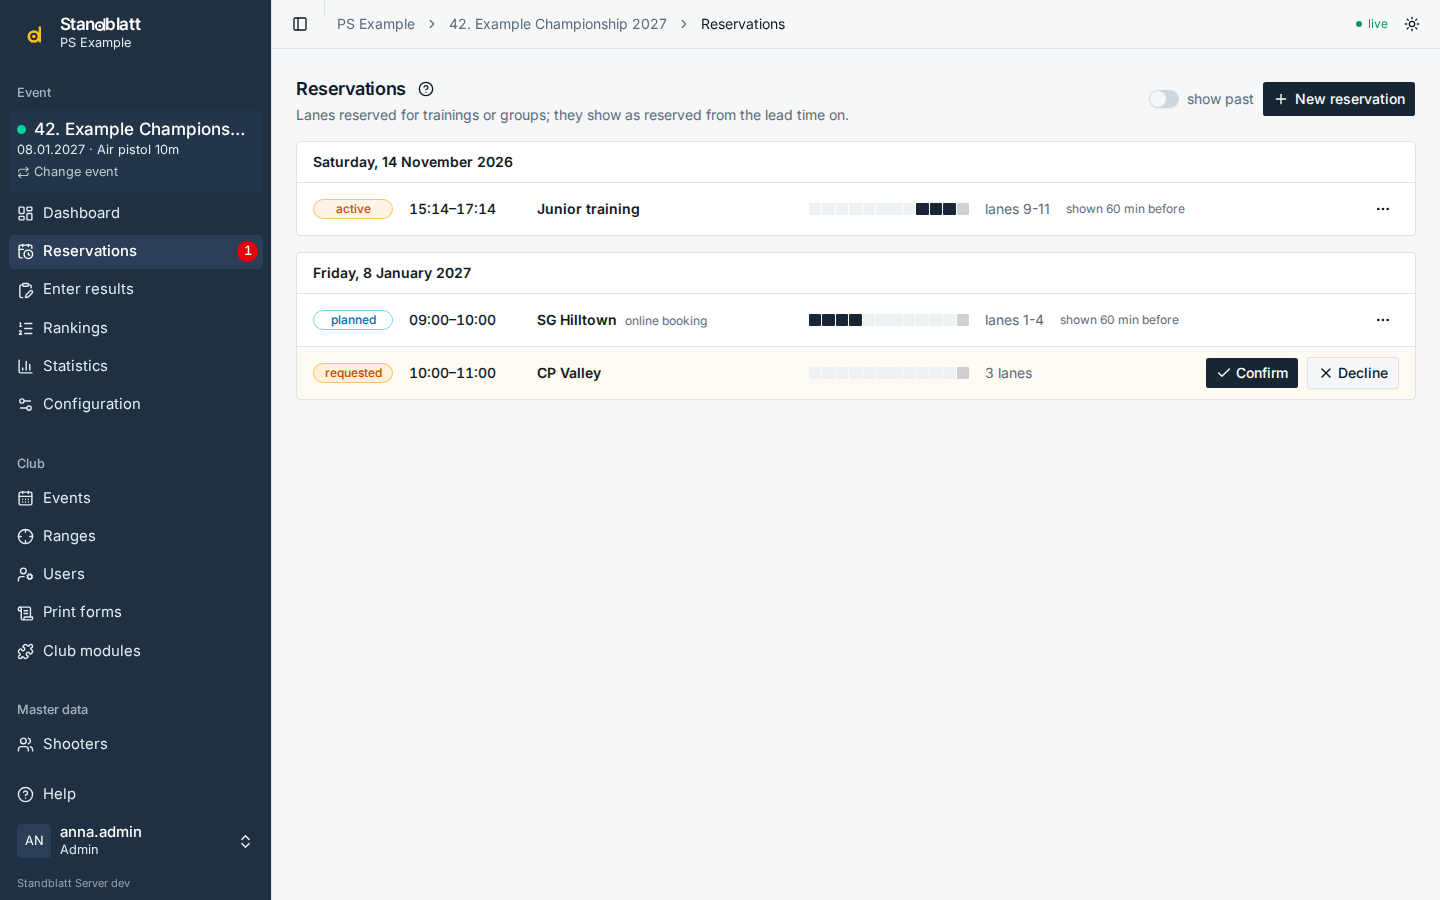 Standblatt
PS Example
Event
42. Example Champions...
08.01.2027 · Air pistol 10m
Change event
Dashboard
Reservations
1
Enter results
Rankings
Statistics
Configuration
Club
Events
Ranges
Users
Print forms
Club modules
Master data
Shooters
Help
AN
anna.admin
Admin
Standblatt Server dev
PS Example
42. Example Championship 2027
Reservations
live
Reservations
Lanes reserved for trainings or groups; they show as reserved from the lead time on.
show past
New reservation
Saturday, 14 November 2026
active 15:14–17:14 Junior training lanes 9-11 shown 60 min before
Friday, 8 January 2027
planned 09:00–10:00 SG Hilltown online booking lanes 1-4 shown 60 min before
requested 10:00–11:00 CP Valley 3 lanes Confirm Decline